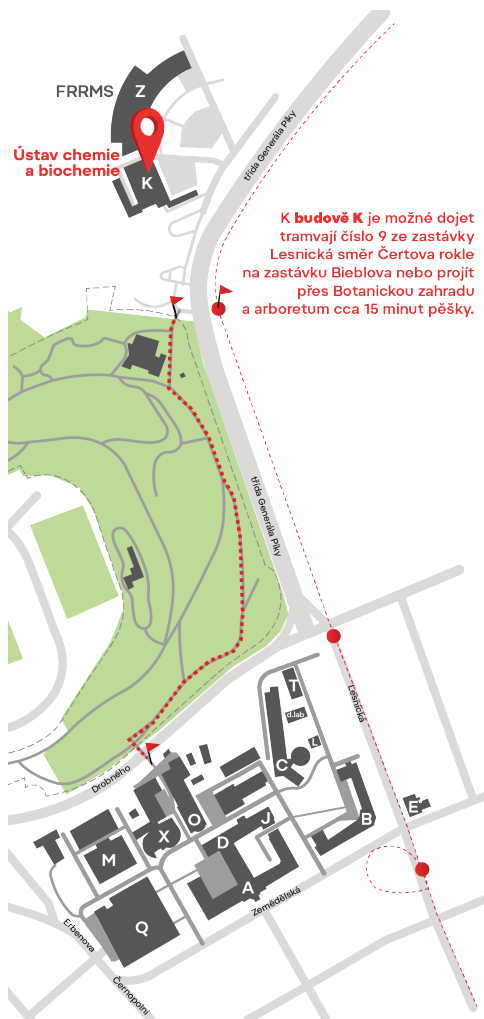 FRRMS
Z
Ústav chemie
a biochemie
K
třída Generála Píky
K budově K je možné dojet
tramvají číslo 9 ze zastávky
Lesnická směr Čertova rokle
na zastávku Bieblova nebo projít
přes Botanickou zahradu
a arboretum cca 15 minut pěšky.
třída Generála Píky
T
Lesnická
d.lab
L
C
Drobného
O
J
B
E
X
D
M
A
Zemědělská
Q
Erbenova
Černopolní